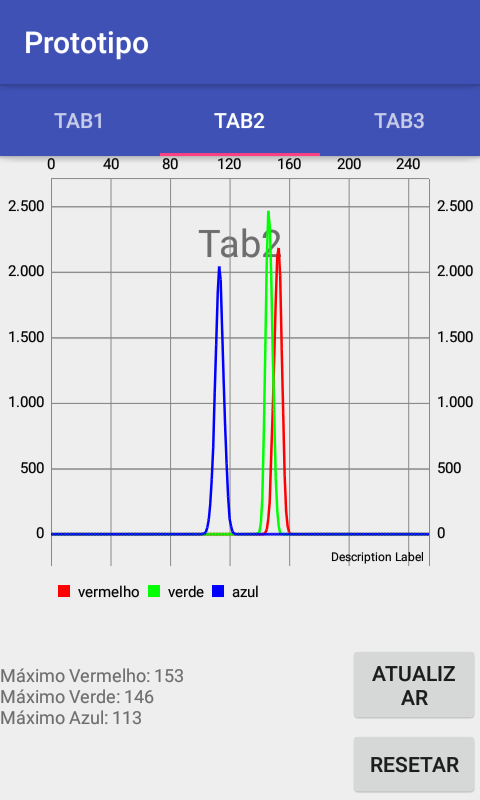 Prototipo
TAB1 TAB2 TAB3
0 40 80 120 160 200 240
2.500 2.500
Tab2
2.000 2.000
1.500 1.500
1.000 1.000
500 500
0 0
Description Label
vermelho verde azul
Máximo Vermelho: 153
Máximo Verde: 146
Máximo Azul: 113
ATUALIZ
AR
RESETAR